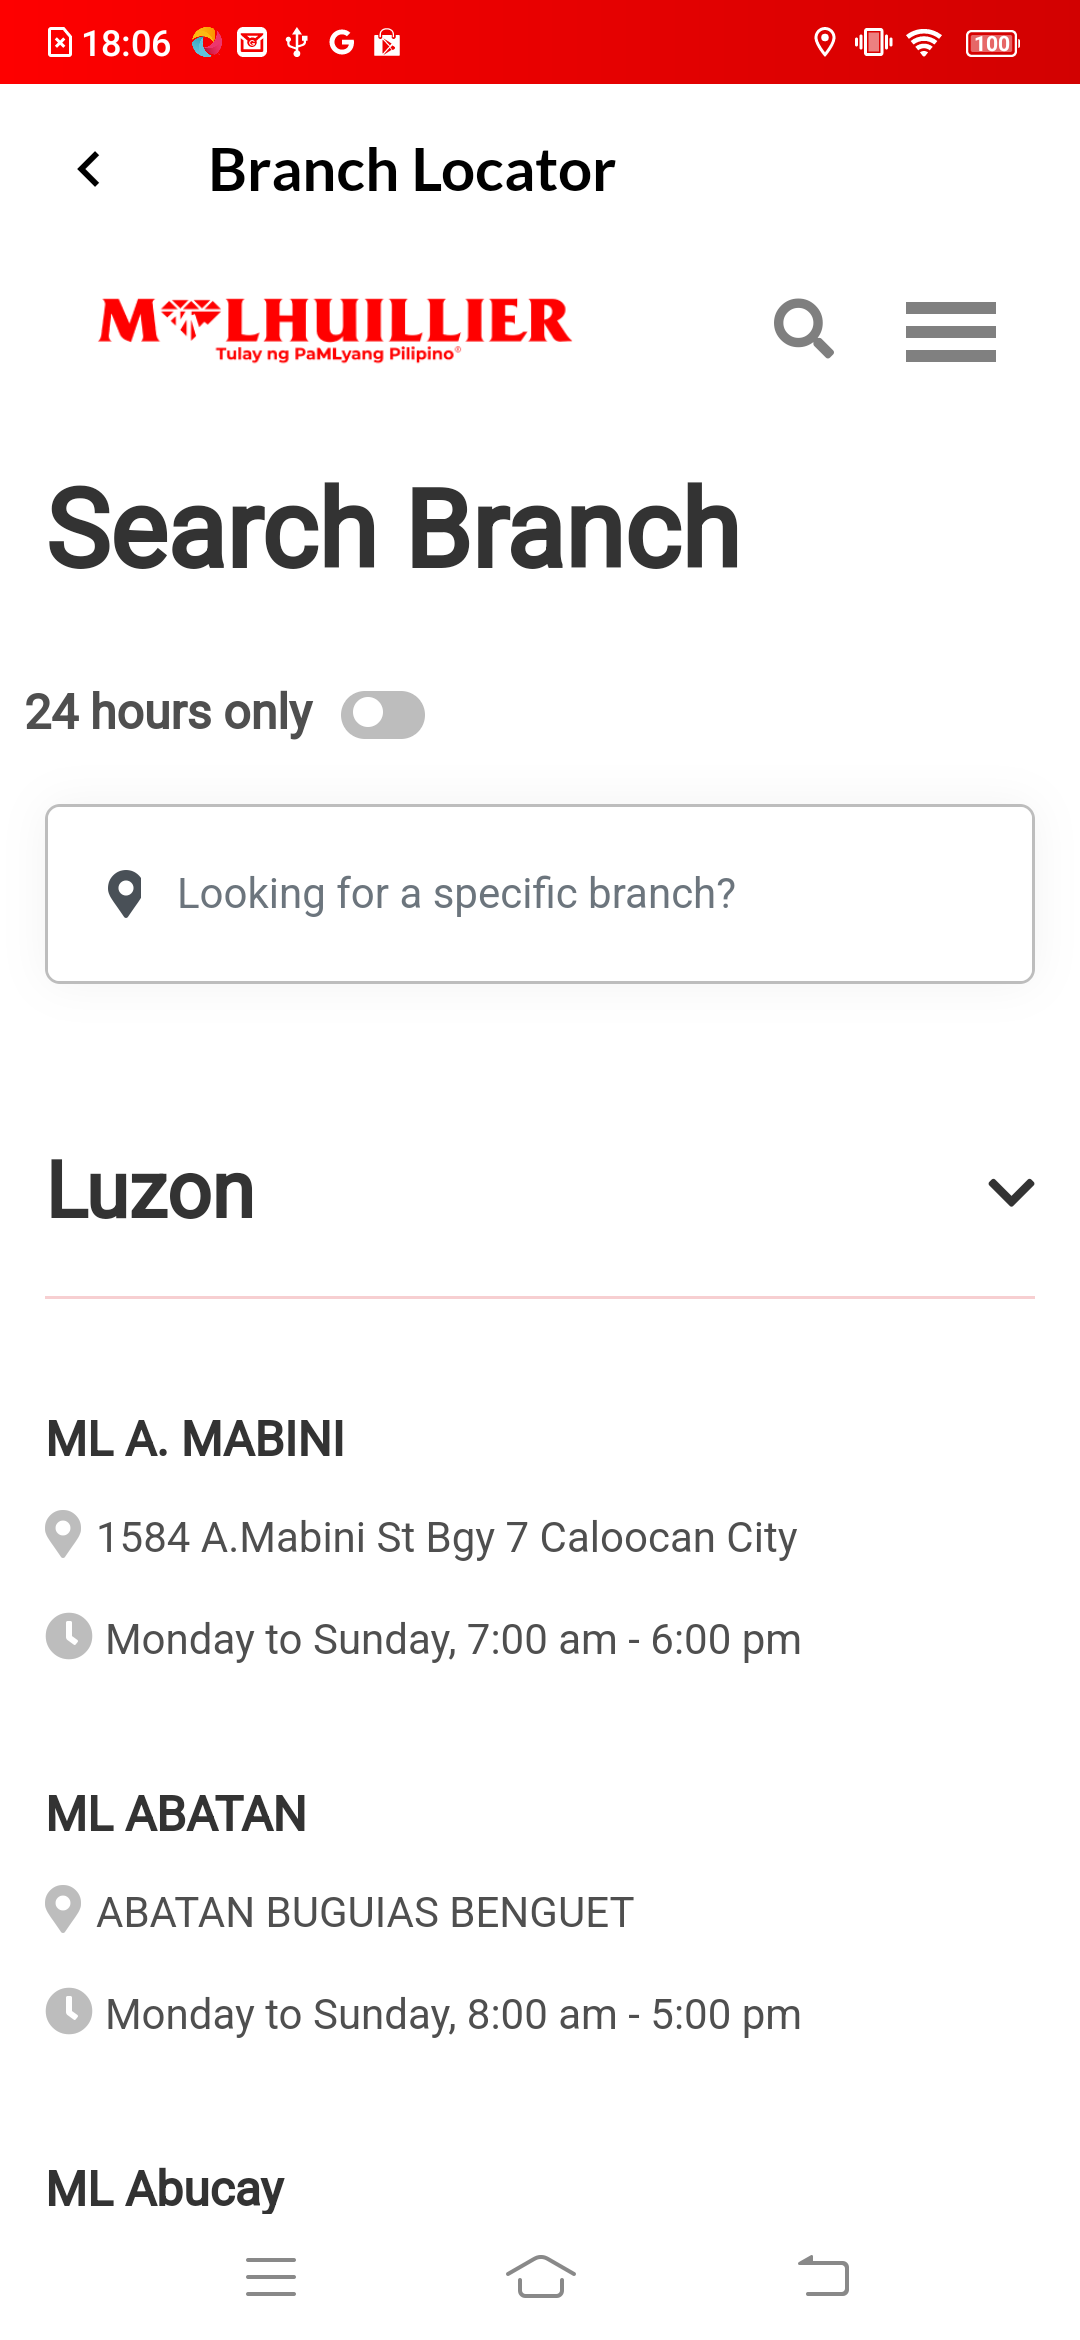 18:06
100
Branch Locator
M LHUILLIER
Tulay ng PaMLyang Pilipino®
Search Branch
24 hours only
Looking for a specific branch?
Luzon
ML A. MABINI
1584 A.Mabini St Bgy 7 Caloocan City
Monday to Sunday, 7:00 am - 6:00 pm
ML ABATAN
ABATAN BUGUIAS BENGUET
Monday to Sunday, 8:00 am - 5:00 pm
ML Abucay